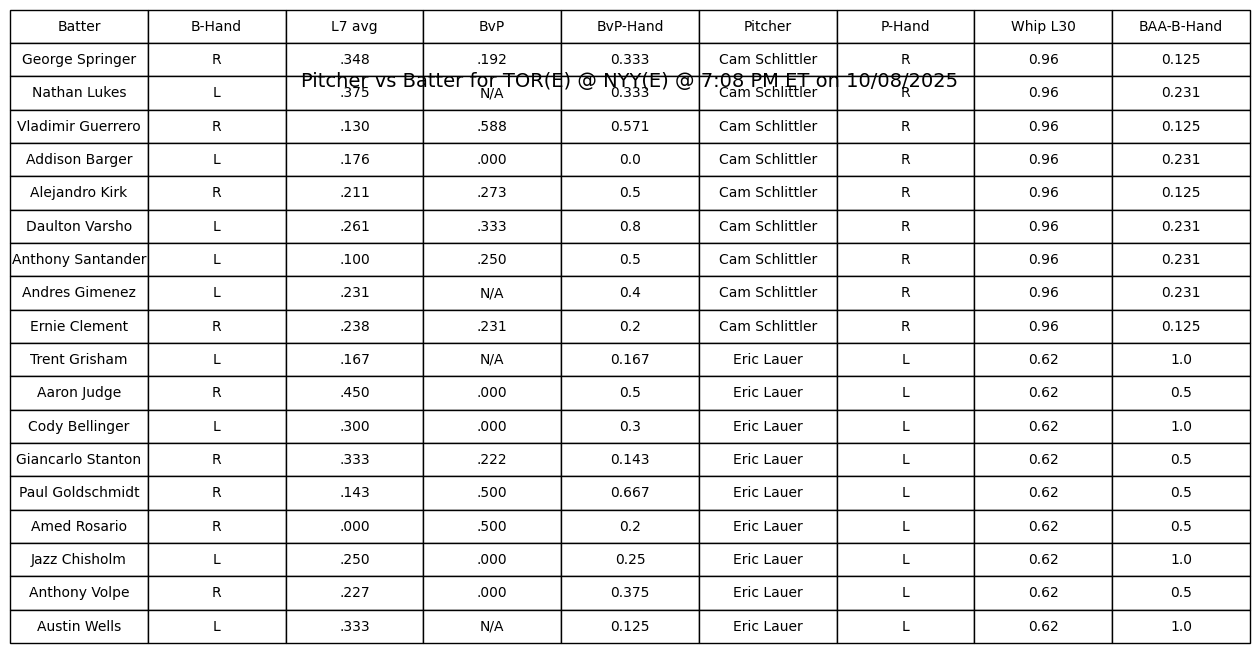 Batter B-Hand L7 avg BvP BvP-Hand Pitcher P-Hand Whip L30 BAA-B-Hand
George Springer R .348 .192 0.333 Cam Schlittler R 0.96 0.125
Pitcher vs Batter for TOR(E) @ NYY(E) @ 7:08 PM ET on 10/08/2025
Nathan Lukes L .375 N/A 0.333 Cam Schlittler R 0.96 0.231
Vladimir Guerrero R .130 .588 0.571 Cam Schlittler R 0.96 0.125
Addison Barger L .176 .000 0.0 Cam Schlittler R 0.96 0.231
Alejandro Kirk R .211 .273 0.5 Cam Schlittler R 0.96 0.125
Daulton Varsho L .261 .333 0.8 Cam Schlittler R 0.96 0.231
Anthony Santander L .100 .250 0.5 Cam Schlittler R 0.96 0.231
Andres Gimenez L .231 N/A 0.4 Cam Schlittler R 0.96 0.231
Ernie Clement R .238 .231 0.2 Cam Schlittler R 0.96 0.125
Trent Grisham L .167 N/A 0.167 Eric Lauer L 0.62 1.0
Aaron Judge R .450 .000 0.5 Eric Lauer L 0.62 0.5
Cody Bellinger L .300 .000 0.3 Eric Lauer L 0.62 1.0
Giancarlo Stanton R .333 .222 0.143 Eric Lauer L 0.62 0.5
Paul Goldschmidt R .143 .500 0.667 Eric Lauer L 0.62 0.5
Amed Rosario R .000 .500 0.2 Eric Lauer L 0.62 0.5
Jazz Chisholm L .250 .000 0.25 Eric Lauer L 0.62 1.0
Anthony Volpe R .227 .000 0.375 Eric Lauer L 0.62 0.5
Austin Wells L .333 N/A 0.125 Eric Lauer L 0.62 1.0